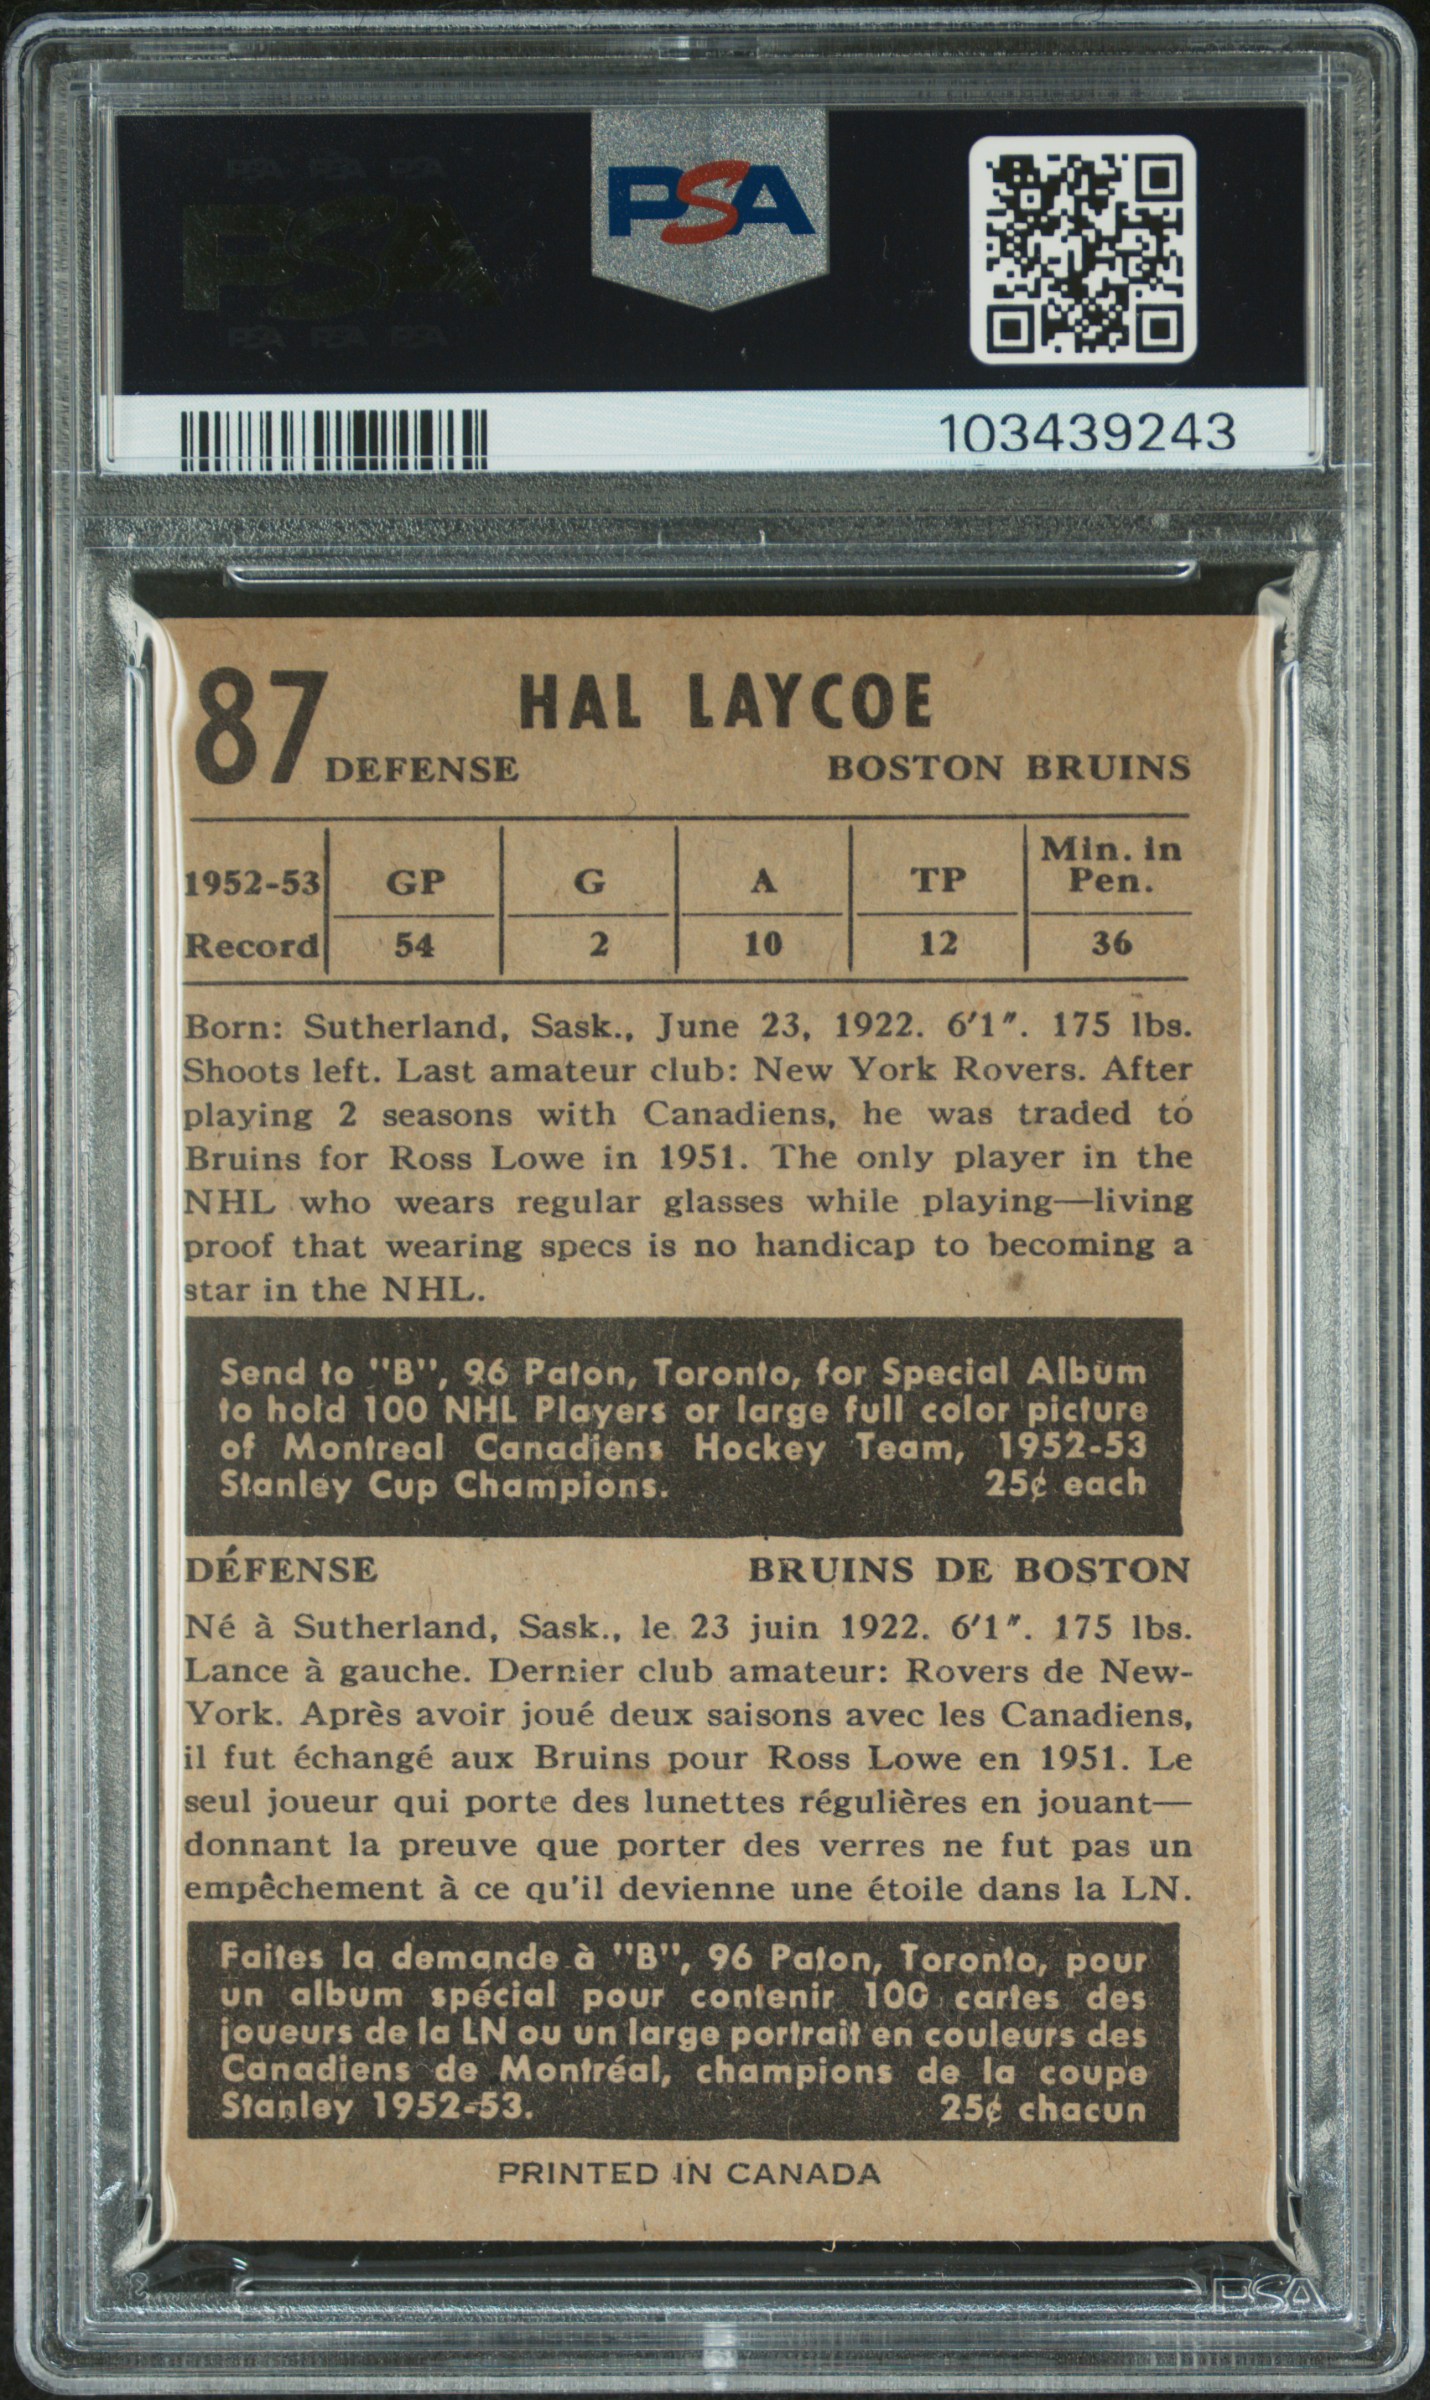 PSA PSA PSA
PSA
PSA PSA PSA
PSA
103439243
87
HAL LAYCOE
DEFENSE BOSTON BRUINS
1952-53 GP G A TP Min. in Pen.
Record 54 2 10 12 36
Born: Sutherland, Sask., June 23, 1922. 6'1". 175 lbs.
Shoots left. Last amateur club: New York Rovers. After
playing 2 seasons with Canadiens, he was traded to
Bruins for Ross Lowe in 1951. The only player in the
NHL who wears regular glasses while playing—living
proof that wearing specs is no handicap to becoming a
star in the NHL.
Send to "B", 96 Paton, Toronto, for Special Album
to hold 100 NHL Players or large full color picture
of Montreal Canadiens Hockey Team, 1952-53
Stanley Cup Champions. 25¢ each
DÉFENSE BRUINS DE BOSTON
Né à Sutherland, Sask., le 23 juin 1922. 6'1". 175 lbs.
Lance à gauche. Dernier club amateur: Rovers de New-
York. Après avoir joué deux saisons avec les Canadiens,
il fut échangé aux Bruins pour Ross Lowe en 1951. Le
seul joueur qui porte des lunettes régulières en jouant—
donnant la preuve que porter des verres ne fut pas un
empêchement à ce qu'il devienne une étoile dans la LN.
Faites la demande à "B", 96 Paton, Toronto, pour
un album spécial pour contenir 100 cartes des
joueurs de la LN ou un large portrait en couleurs des
Canadiens de Montréal, champions de la coupe
Stanley 1952-53. 25¢ chacun
PRINTED IN CANADA
PSA